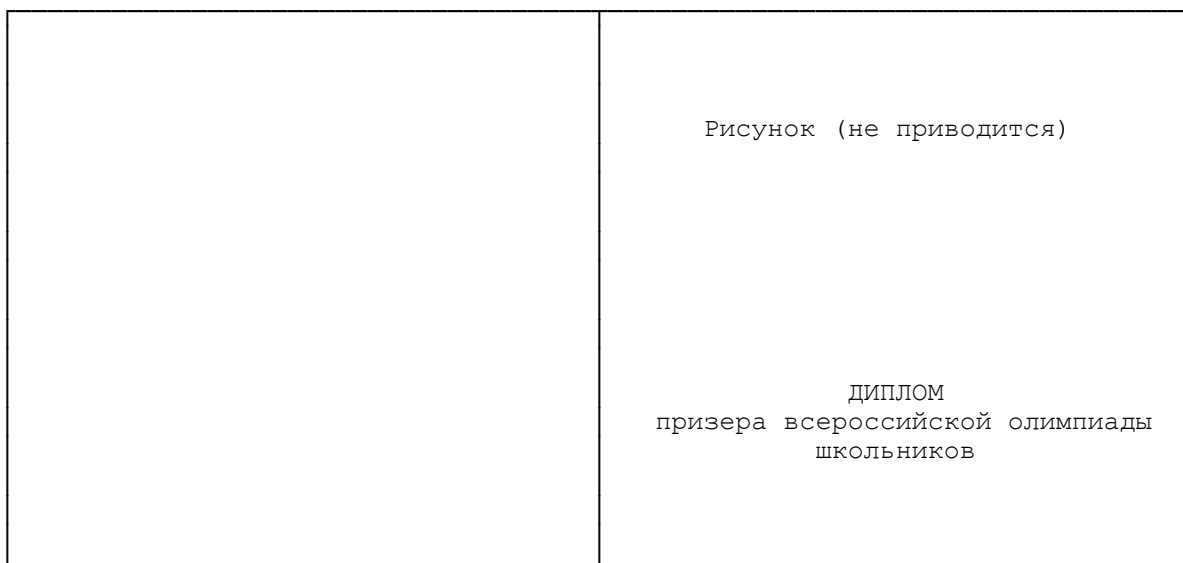 Рисунок (не приводится)
ДИПЛОМ
призера всероссийской олимпиады
школьников